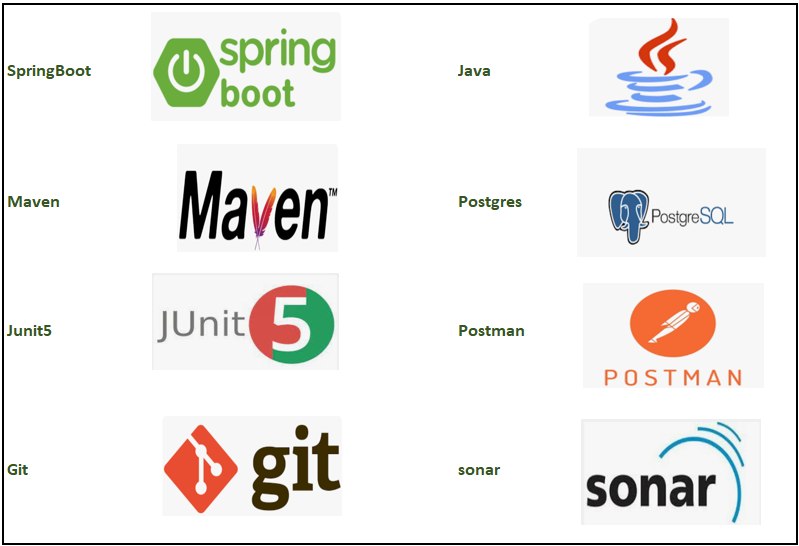 SpringBoot
spring
boot
Java
Maven
Maven™
Postgres
PostgreSQL
Junit5
JUnit 5
Postman
POSTMAN
Git
git
sonar
sonar